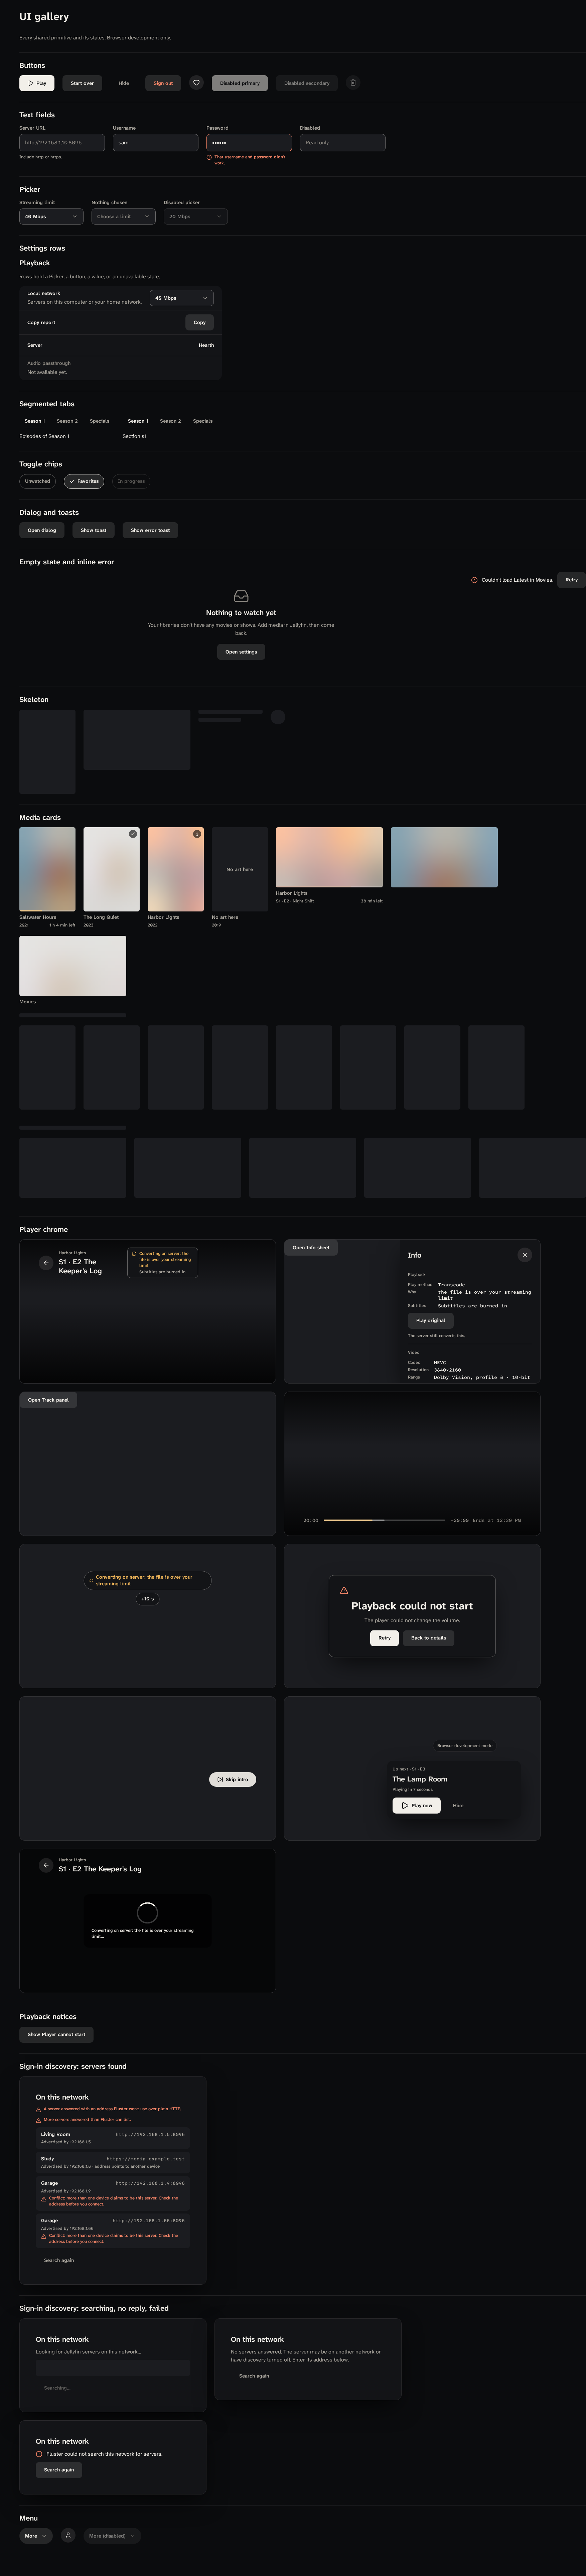 UI gallery
Every shared primitive and its states. Browser development only.
Buttons
Play
Start over
Hide
Sign out
Disabled primary
Disabled secondary
Text fields
Server URL
Username
Password
Disabled
http://192.168.1.10:8096
sam
••••••
Read only
Include http or https.
That username and password didn't
work.
Picker
Streaming limit
Nothing chosen
Disabled picker
40 Mbps
Choose a limit
20 Mbps
Settings rows
Playback
Rows hold a Picker, a button, a value, or an unavailable state.
Local network
Servers on this computer or your home network.
40 Mbps
Copy report
Copy
Server
Hearth
Audio passthrough
Not available yet.
Segmented tabs
Season 1
Season 2
Specials
Season 1
Season 2
Specials
Episodes of Season 1
Section s1
Toggle chips
Unwatched
Favorites
In progress
Dialog and toasts
Open dialog
Show toast
Show error toast
Empty state and inline error
Couldn't load Latest in Movies.
Retry
Nothing to watch yet
Your libraries don't have any movies or shows. Add media in Jellyfin, then come
back.
Open settings
Skeleton
Media cards
No art here
Saltwater Hours
2021
1 h 4 min left
The Long Quiet
2023
Harbor Lights
2022
No art here
2019
Harbor Lights
S1 · E2 · Night Shift
38 min left
Movies
Player chrome
Harbor Lights
S1 · E2 The
Keeper's Log
Converting on server: the
file is over your streaming
limit
Subtitles are burned in
Open Info sheet
Info
Playback
Play method
Transcode
Why
the file is over your streaming
limit
Subtitles
Subtitles are burned in
Play original
The server still converts this.
Video
Codec
HEVC
Resolution
3840×2160
Range
Dolby Vision, profile 8 · 10-bit
Open Track panel
20:00
-30:00
Ends at 12:30 PM
Converting on server: the file is over your
streaming limit
+10 s
Playback could not start
The player could not change the volume.
Retry
Back to details
Skip Intro
Browser development mode
Up next · S1 · E3
The Lamp Room
Playing in 7 seconds
Play now
Hide
Harbor Lights
S1 · E2 The Keeper's Log
Converting on server: the file is over your streaming
limit…
Playback notices
Show Player cannot start
Sign-in discovery: servers found
On this network
A server answered with an address Fluster won't use over plain HTTP.
More servers answered than Fluster can list.
Living Room
http://192.168.1.5:8096
Advertised by 192.168.1.5
Study
https://media.example.test
Advertised by 192.168.1.6 · address points to another device
Garage
http://192.168.1.9:8096
Advertised by 192.168.1.9
Conflict: more than one device claims to be this server. Check the
address before you connect.
Garage
http://192.168.1.66:8096
Advertised by 192.168.1.66
Conflict: more than one device claims to be this server. Check the
address before you connect.
Search again
Sign-in discovery: searching, no reply, failed
On this network
Looking for Jellyfin servers on this network…
Searching…
On this network
No servers answered. The server may be on another network or
have discovery turned off. Enter its address below.
Search again
On this network
Fluster could not search this network for servers.
Search again
Menu
More
More (disabled)